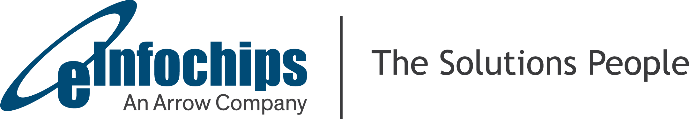 eInfochips
An Arrow Company
The Solutions People